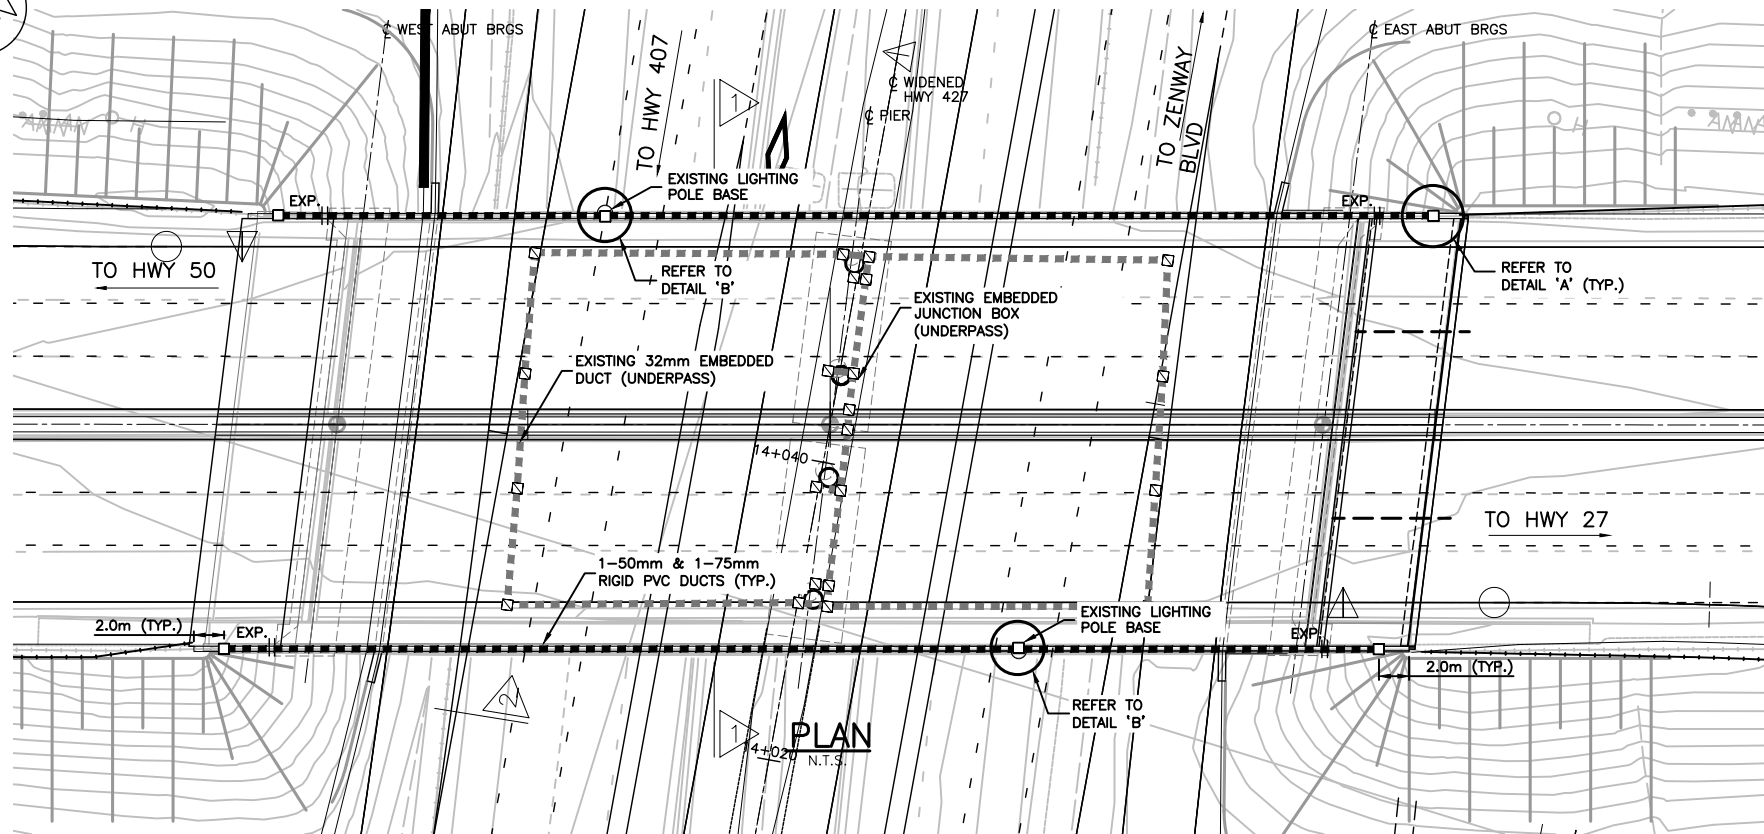 ℄ WEST ABUT BRGS
TO HWY 407
1
℄ WIDENED
HWY 427
℄ PIER
TO ZENWAY
BLVD
℄ EAST ABUT BRGS
EXP.
EXISTING LIGHTING
POLE BASE
EXP.
TO HWY 50
REFER TO
DETAIL 'B'
REFER TO
DETAIL 'A' (TYP.)
EXISTING EMBEDDED
JUNCTION BOX
(UNDERPASS)
EXISTING 32mm EMBEDDED
DUCT (UNDERPASS)
14+040
TO HWY 27
1-50mm & 1-75mm
RIGID PVC DUCTS (TYP.)
EXISTING LIGHTING
POLE BASE
2.0m (TYP.)
EXP.
EXP.
2.0m (TYP.)
2
REFER TO
DETAIL 'B'
1
14+020
PLAN
N.T.S.